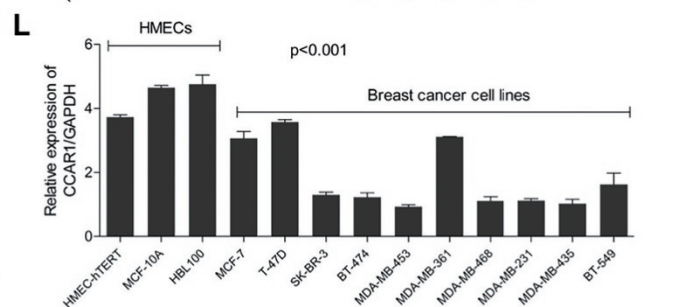 L
HMECs
p<0.001
Breast cancer cell lines
Relative expression of
CCAR1/GAPDH
6
4
2
0
HMEC-hTERT
MCF-10A
HBL100
MCF-7
T-47D
SK-BR-3
BT-474
MDA-MB-453
MDA-MB-361
MDA-MB-468
MDA-MB-231
MDA-MB-435
BT-549